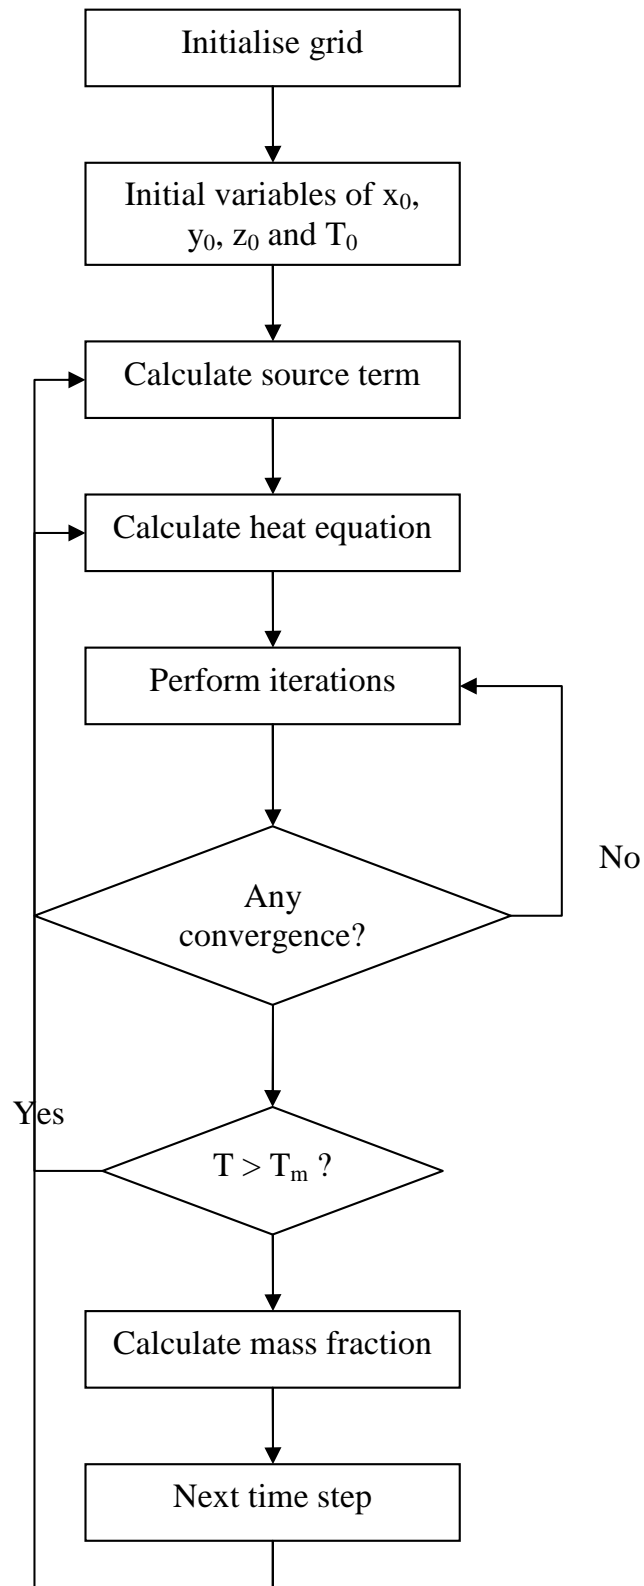 Initialise grid
Initial variables of x₀,
y₀, z₀ and T₀
Calculate source term
Calculate heat equation
Perform iterations
No
Any
convergence?
Yes
T > Tₘ ?
Calculate mass fraction
Next time step